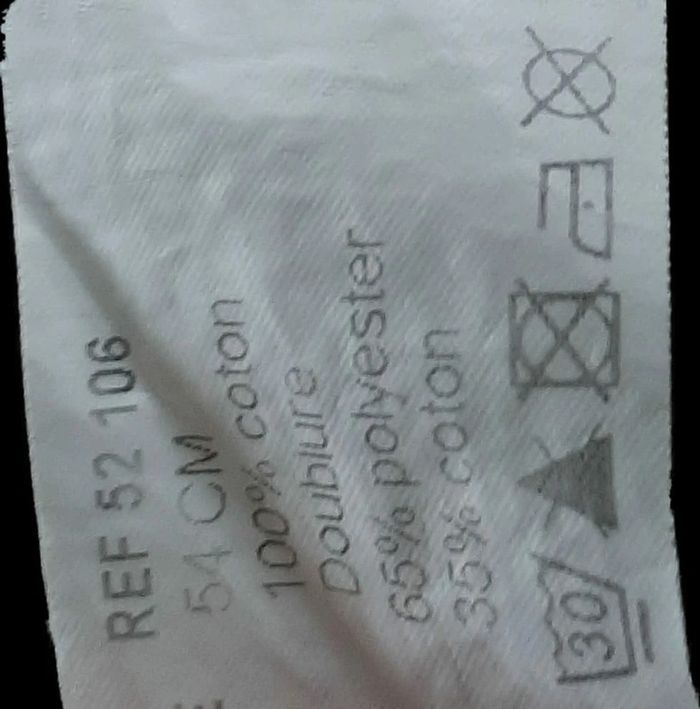 REF 52 106
54 CM
100% coton
Doublure
65% polyester
35% coton
30